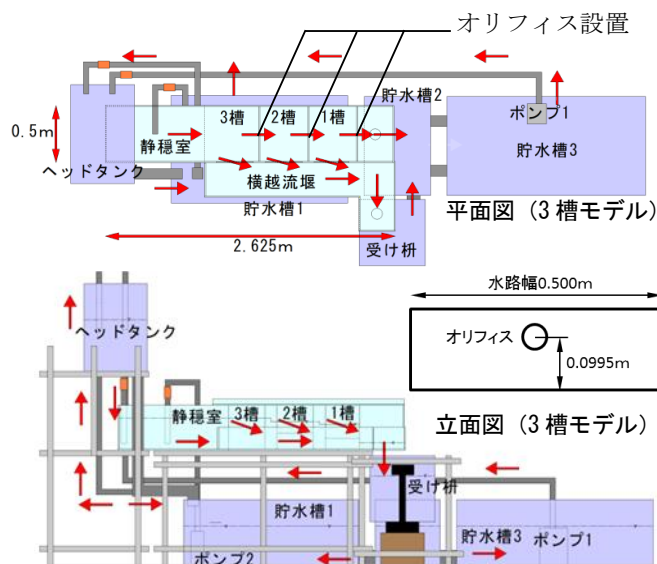 オリフィス設置
貯水槽2
3槽
2槽
1槽
ポンプ1
0.5m
静穏室
貯水槽3
ヘッドタンク
横越流堰
貯水槽1
平面図（3槽モデル）
2.625m
受け枡
水路幅0.500m
ヘッドタンク
オリフィス
0.0995m
静穏室
3槽
2槽
1槽
立面図（3槽モデル）
受け枡
貯水槽1
貯水槽3
ポンプ1
ポンプ2